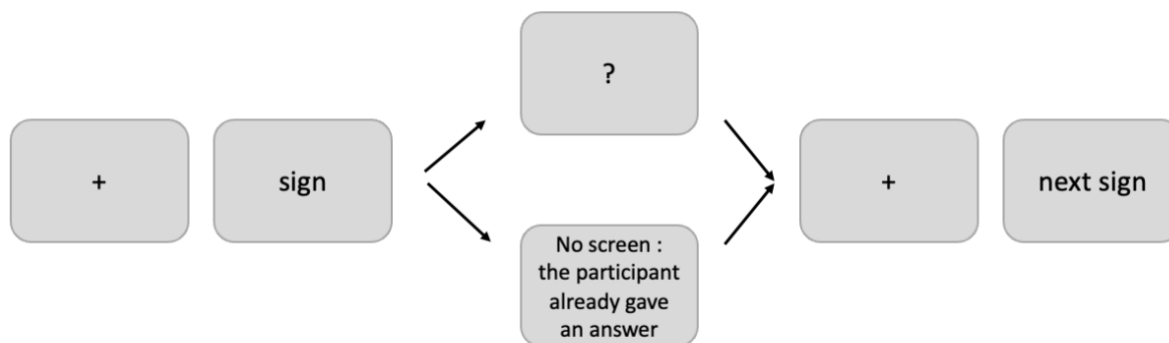 +
sign
?
No screen :
the participant
already gave
an answer
+
next sign